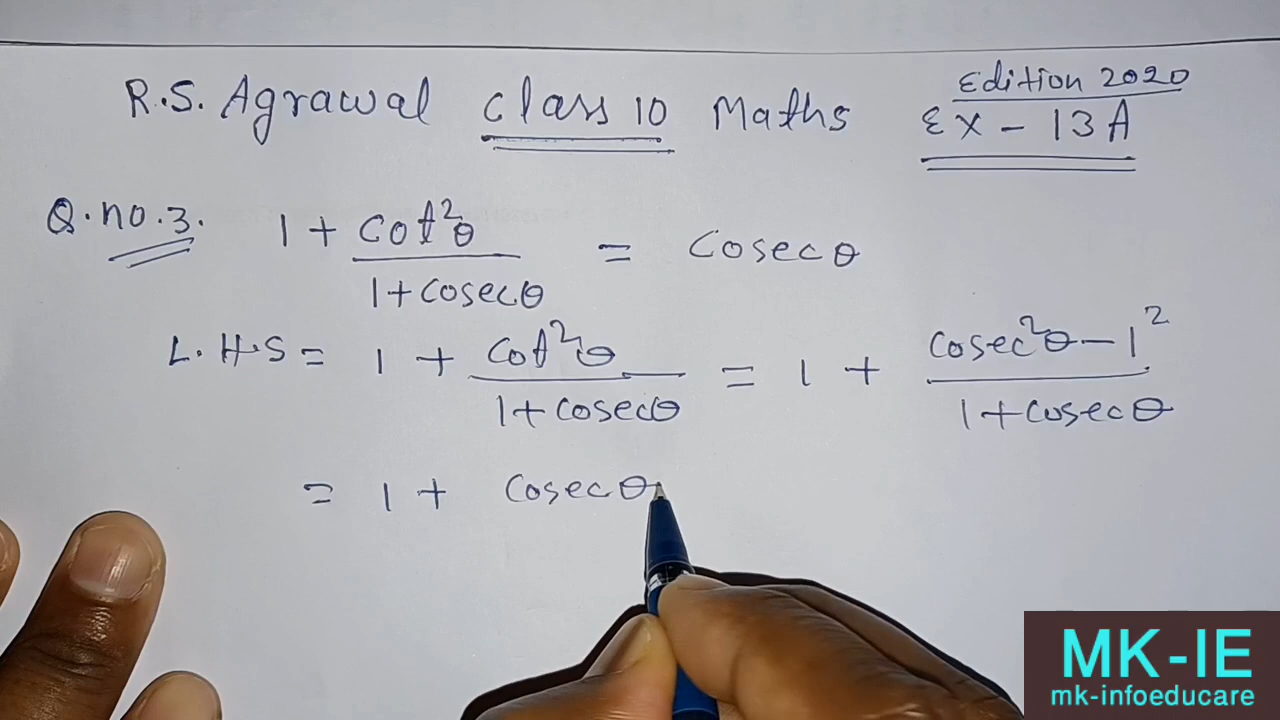 R.S. Agrawal Class 10 Maths Edition 2020 Ex - 13A
Q.no.3. 1 + cot²θ / 1+cosecθ = cosecθ
L.H.S = 1 + cot²θ / 1+cosecθ = 1 + cosec²θ-1² / 1+cosecθ
= 1 + cosecθ
MK-IE
mk-infoeducare